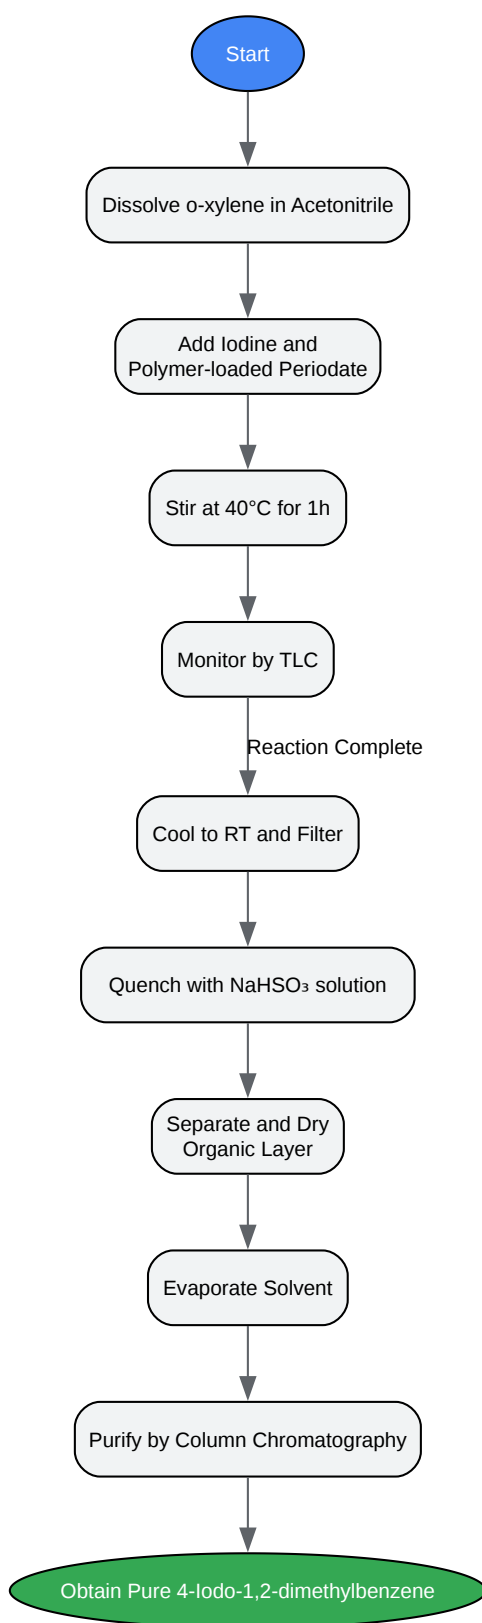 Start
Dissolve o-xylene in Acetonitrile
Add Iodine and
Polymer-loaded Periodate
Stir at 40°C for 1h
Monitor by TLC
Reaction Complete
Cool to RT and Filter
Quench with NaHSO₃ solution
Separate and Dry
Organic Layer
Evaporate Solvent
Purify by Column Chromatography
Obtain Pure 4-Iodo-1,2-dimethylbenzene